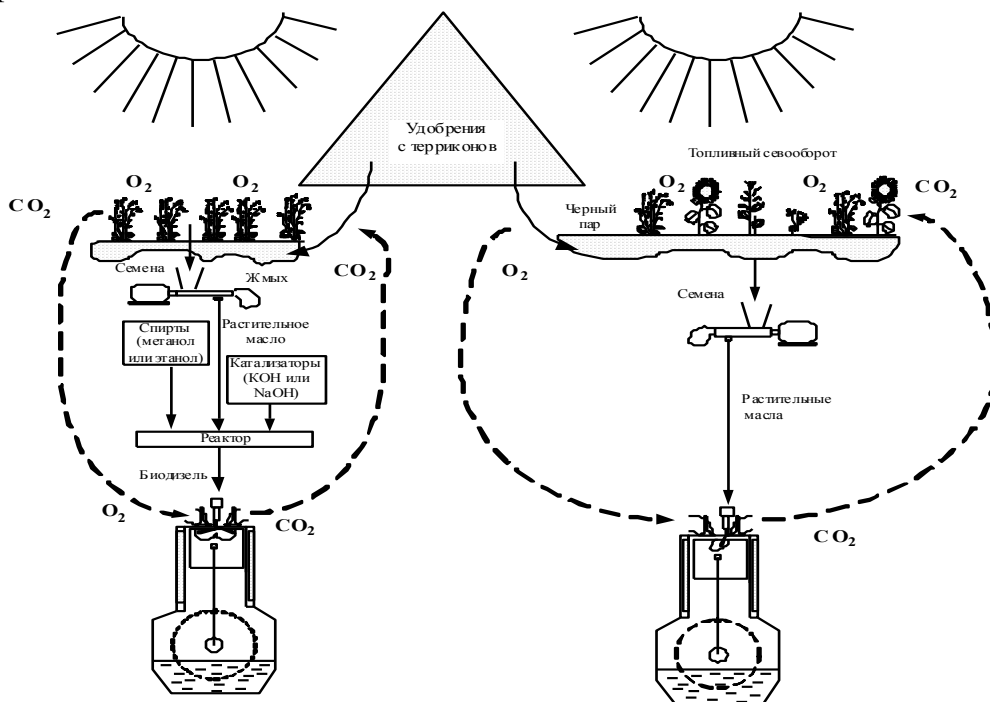 Удобрения
с терриконов
Топливный севооборот
O2
O2
CO2
O2
O2
CO2
Черный
пар
O2
CO2
Семена
Жмых
Семена
Спирты
(метанол
или этанол)
Растительное
масло
Катализаторы
(КОН или
NaOH)
Растительные
масла
Реактор
Биодизель
O2
CO2
CO2